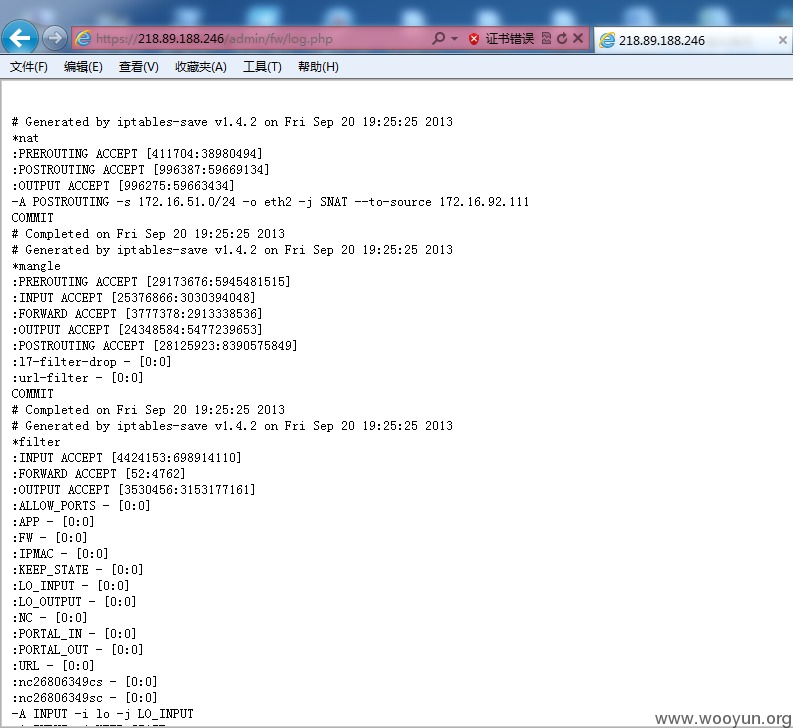 https://218.89.188.246/admin/fw/log.php
证书错误
218.89.188.246
文件(F) 编辑(E) 查看(V) 收藏夹(A) 工具(T) 帮助(H)
# Generated by iptables-save v1.4.2 on Fri Sep 20 19:25:25 2013
*nat
:PREROUTING ACCEPT [411704:38980494]
:POSTROUTING ACCEPT [996387:59669134]
:OUTPUT ACCEPT [996275:59663434]
-A POSTROUTING -s 172.16.51.0/24 -o eth2 -j SNAT --to-source 172.16.92.111
COMMIT
# Completed on Fri Sep 20 19:25:25 2013
# Generated by iptables-save v1.4.2 on Fri Sep 20 19:25:25 2013
*mangle
:PREROUTING ACCEPT [29173676:5945481515]
:INPUT ACCEPT [25376866:3030394048]
:FORWARD ACCEPT [3777378:2913338536]
:OUTPUT ACCEPT [24348584:5477239653]
:POSTROUTING ACCEPT [28125923:8390575849]
:l7-filter-drop - [0:0]
:url-filter - [0:0]
COMMIT
# Completed on Fri Sep 20 19:25:25 2013
# Generated by iptables-save v1.4.2 on Fri Sep 20 19:25:25 2013
*filter
:INPUT ACCEPT [4424153:698914110]
:FORWARD ACCEPT [52:4762]
:OUTPUT ACCEPT [3530456:3153177161]
:ALLOW_PORTS - [0:0]
:APP - [0:0]
:FW - [0:0]
:IPMAC - [0:0]
:KEEP_STATE - [0:0]
:LO_INPUT - [0:0]
:LO_OUTPUT - [0:0]
:NC - [0:0]
:PORTAL_IN - [0:0]
:PORTAL_OUT - [0:0]
:URL - [0:0]
:nc26806349cs - [0:0]
:nc26806349sc - [0:0]
-A INPUT -i lo -j LO_INPUT
www.wooyun.org